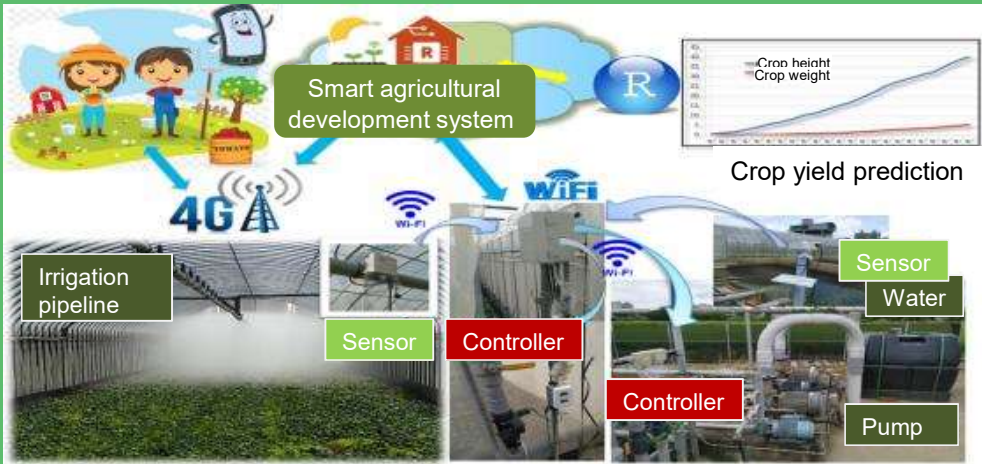 TOMATO
R
Smart agricultural
development system
R
Crop height
Crop weight
Crop yield prediction
4G
Wi-Fi
WiFi
Wi-Fi
Irrigation
pipeline
Sensor
Controller
Sensor
Water
Controller
Pump